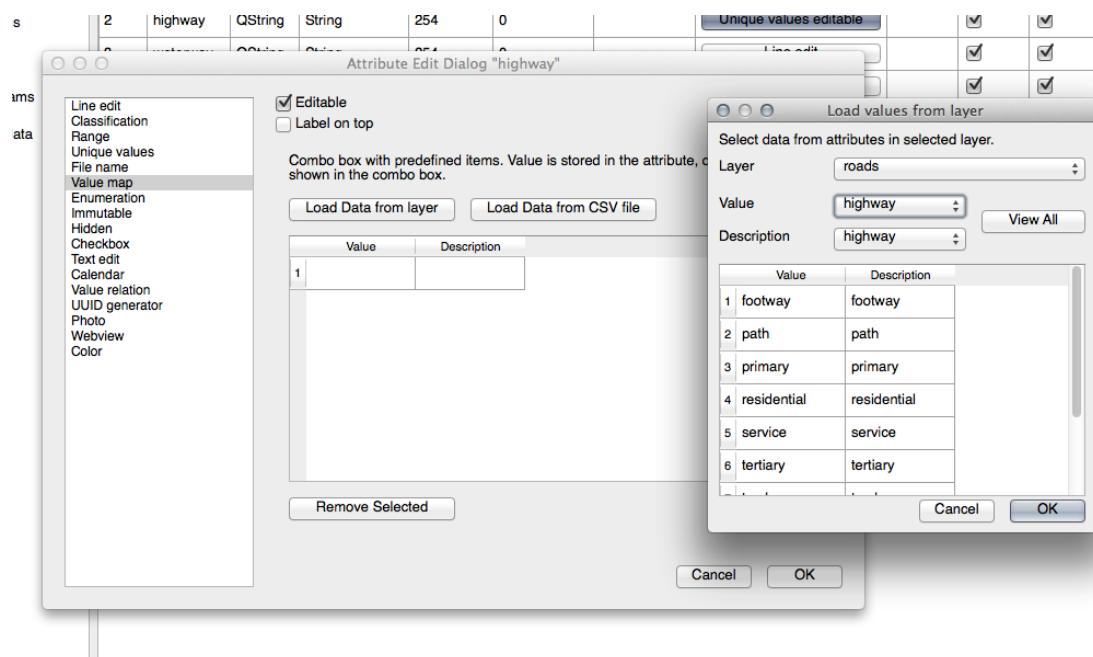 s
2 highway QString String 254 0 Unique values editable
Line edit
ams
ata
Attribute Edit Dialog "highway"
Line edit
Classification
Range
Unique values
File name
Value map
Enumeration
Immutable
Hidden
Checkbox
Text edit
Calendar
Value relation
UUID generator
Photo
Webview
Color
Editable
Label on top
Combo box with predefined items. Value is stored in the attribute,
shown in the combo box.
Load Data from layer Load Data from CSV file
Value Description
1
Remove Selected
Cancel OK
Load values from layer
Select data from attributes in selected layer.
Layer roads
Value highway
View All
Description highway
Value Description
1 footway footway
2 path path
3 primary primary
4 residential residential
5 service service
6 tertiary tertiary
Cancel OK